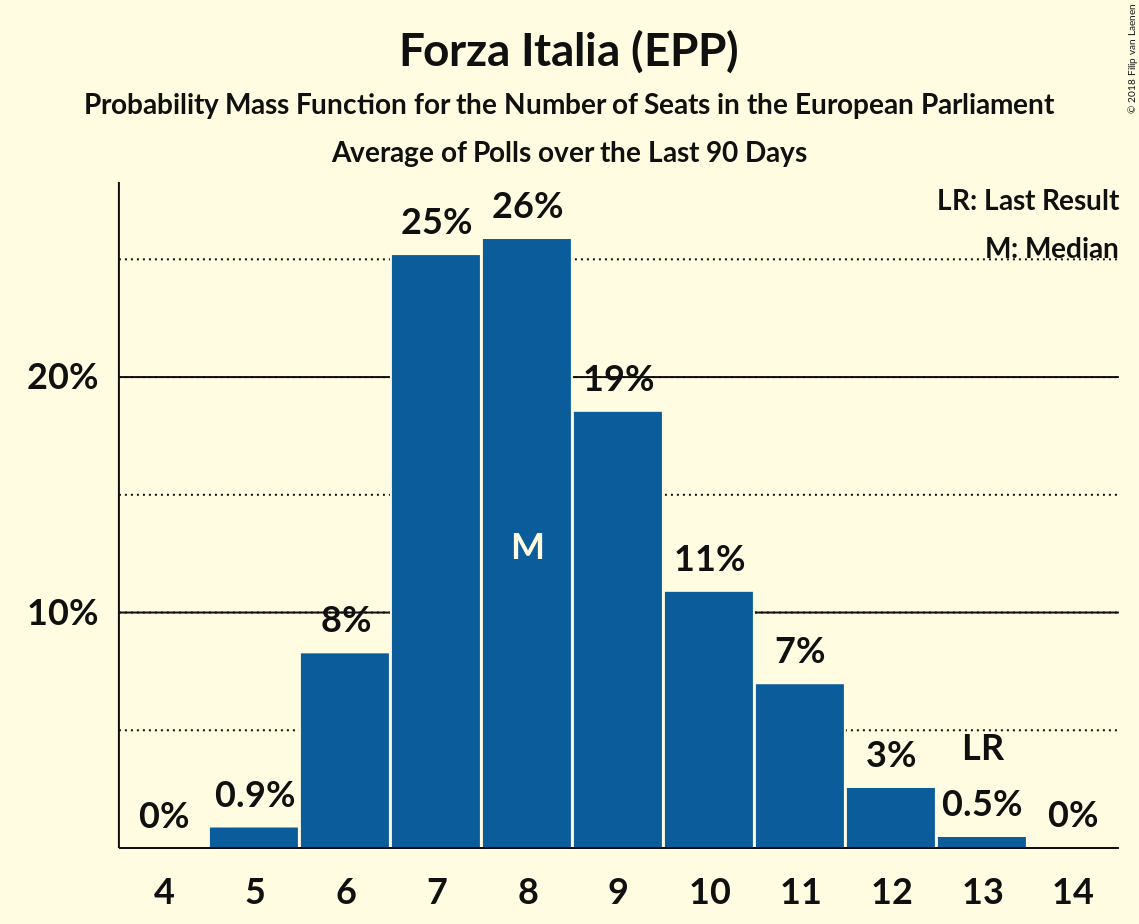 Forza Italia (EPP)
Probability Mass Function for the Number of Seats in the European Parliament
Average of Polls over the Last 90 Days
© 2018 Filip van Laenen
LR: Last Result
M: Median
20%
10%
0%
0.9%
8%
25%
26%
19%
11%
7%
3%
LR
0.5%
0%
M
4 5 6 7 8 9 10 11 12 13 14